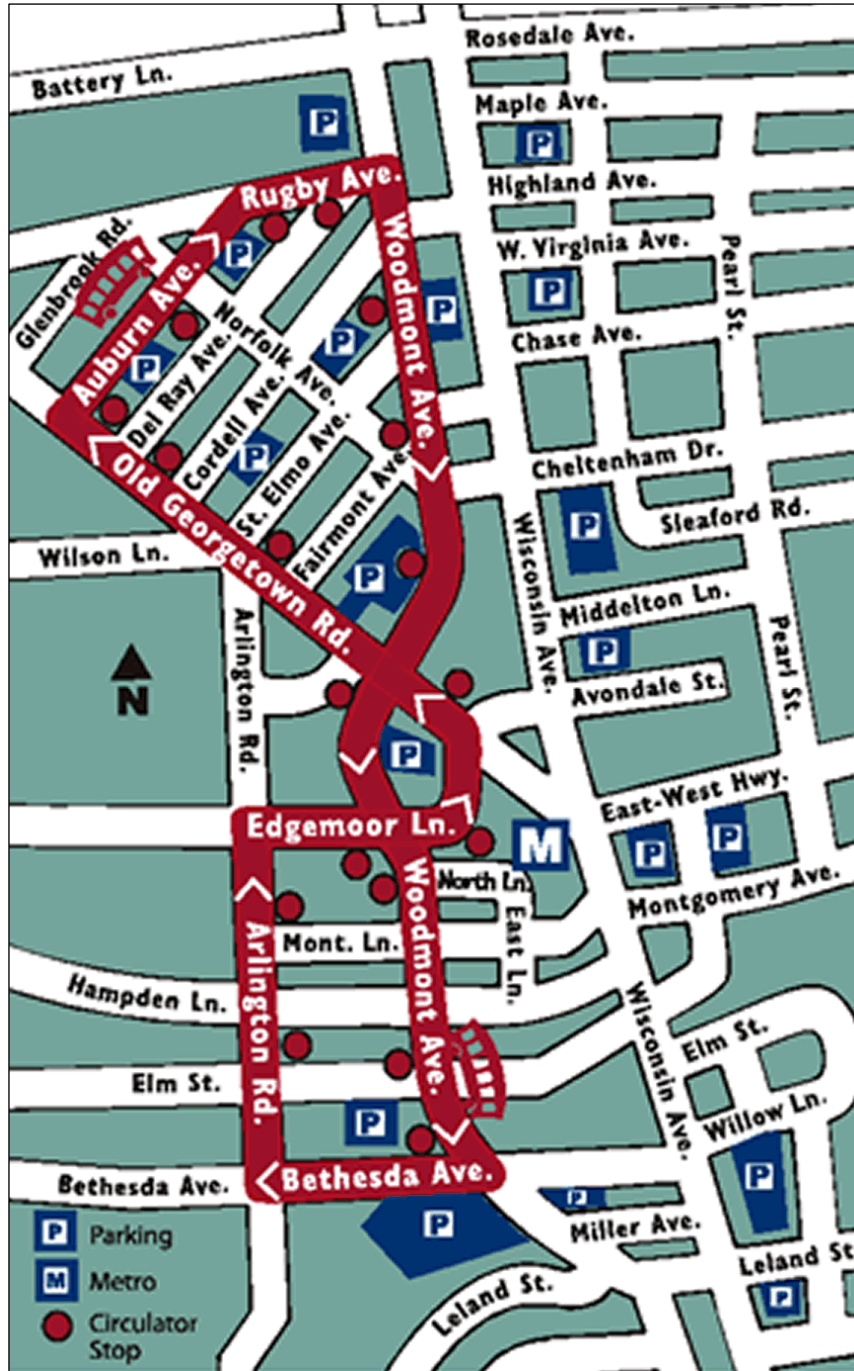 Rosedale Ave.
Battery Ln.
Maple Ave.
P
P
Highland Ave.
Rugby Ave.
Glenbrook Rd.
W. Virginia Ave.
Woodmont Ave.
Pearl St.
P
Auburn Ave.
P
P
Norfolk Ave.
Chase Ave.
P
P
Del Ray Ave.
Cordell Ave.
St. Elmo Ave.
Fairmont Ave.
P
Old Georgetown Rd.
Cheltenham Dr.
P
Sleaford Rd.
Wilson Ln.
Wisconsin Ave.
P
Middelton Ln.
Arlington Rd.
Pearl St.
P
N
Avondale St.
P
East-West Hwy.
Edgemoor Ln.
M
P
P
North Ln.
Woodmont Ave.
Montgomery Ave.
East Ln.
Mont. Ln.
Arlington Rd.
Hampden Ln.
Wisconsin Ave.
Elm St.
Elm St.
P
Willow Ln.
Bethesda Ave.
Bethesda Ave.
P
P
P
Miller Ave.
Leland St.
Leland St
P
P Parking
M Metro
Circulator
Stop